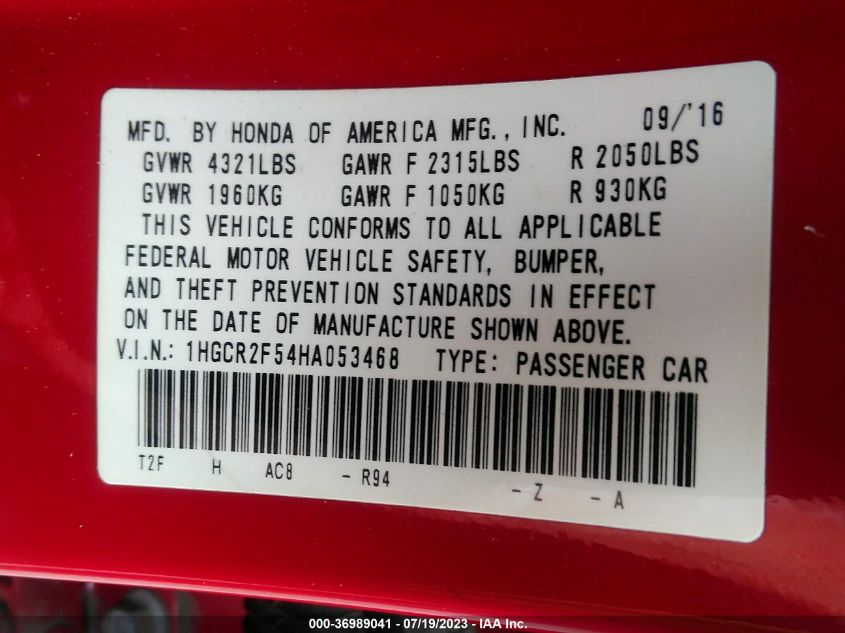 MFD. BY HONDA OF AMERICA MFG., INC. 09/'16
GVWR 4321LBS GAWR F 2315LBS R 2050LBS
GVWR 1960KG GAWR F 1050KG R 930KG
THIS VEHICLE CONFORMS TO ALL APPLICABLE
FEDERAL MOTOR VEHICLE SAFETY, BUMPER,
AND THEFT PREVENTION STANDARDS IN EFFECT
ON THE DATE OF MANUFACTURE SHOWN ABOVE.
V.I.N.: 1HGCR2F54HA053468 TYPE: PASSENGER CAR
T2F H AC8 - R94 - Z - A
000-36989041 - 07/19/2023 - IAA Inc.